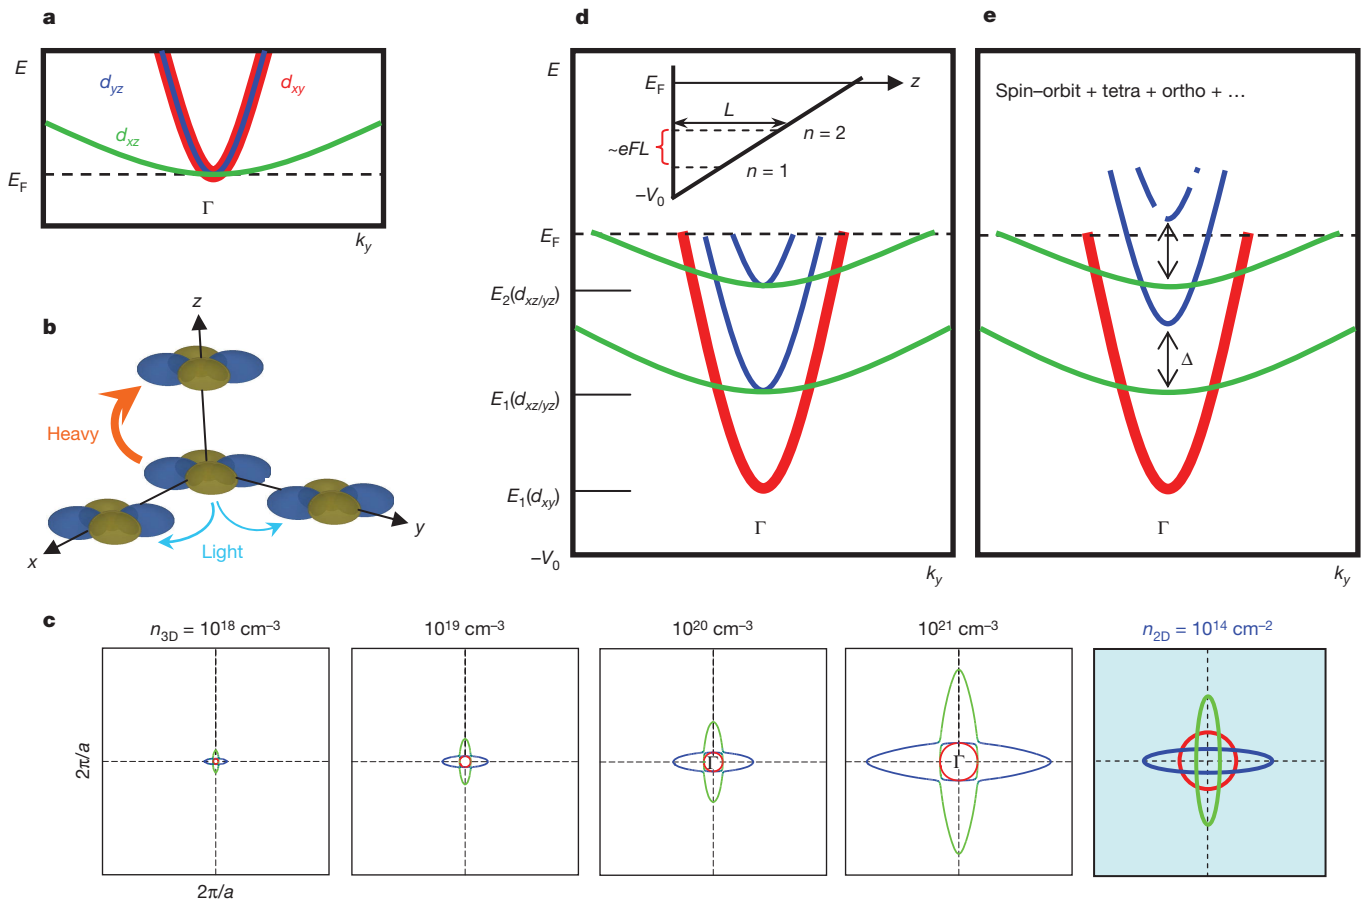 a
E
d_yz
d_xy
d_xz
E_F
Γ
k_y
b
z
Heavy
Light
x
y
d
E
E_F
z
L
n = 2
~eFL
n = 1
–V_0
E_F
E_2(d_xz/yz)
E_1(d_xz/yz)
E_1(d_xy)
Γ
–V_0
k_y
e
Spin–orbit + tetra + ortho + …
Δ
Γ
k_y
c
n_3D = 10^18 cm^–3
10^19 cm^–3
10^20 cm^–3
10^21 cm^–3
n_2D = 10^14 cm^–2
2π/a
Γ
Γ
2π/a